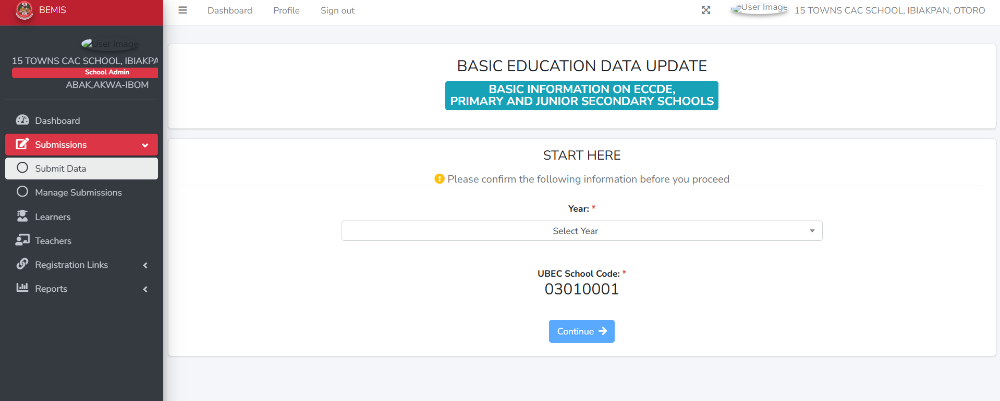 BEMIS
Dashboard
Profile
Sign out
User Image
15 TOWNS CAC SCHOOL, IBIAKPAN, OTORO
User Image
15 TOWNS CAC SCHOOL, IBIAKPA
School Admin
ABAK,AKWA-IBOM
Dashboard
Submissions
Submit Data
Manage Submissions
Learners
Teachers
Registration Links
Reports
BASIC EDUCATION DATA UPDATE
BASIC INFORMATION ON ECCDE,
PRIMARY AND JUNIOR SECONDARY SCHOOLS
START HERE
Please confirm the following information before you proceed
Year: *
Select Year
UBEC School Code: *
03010001
Continue